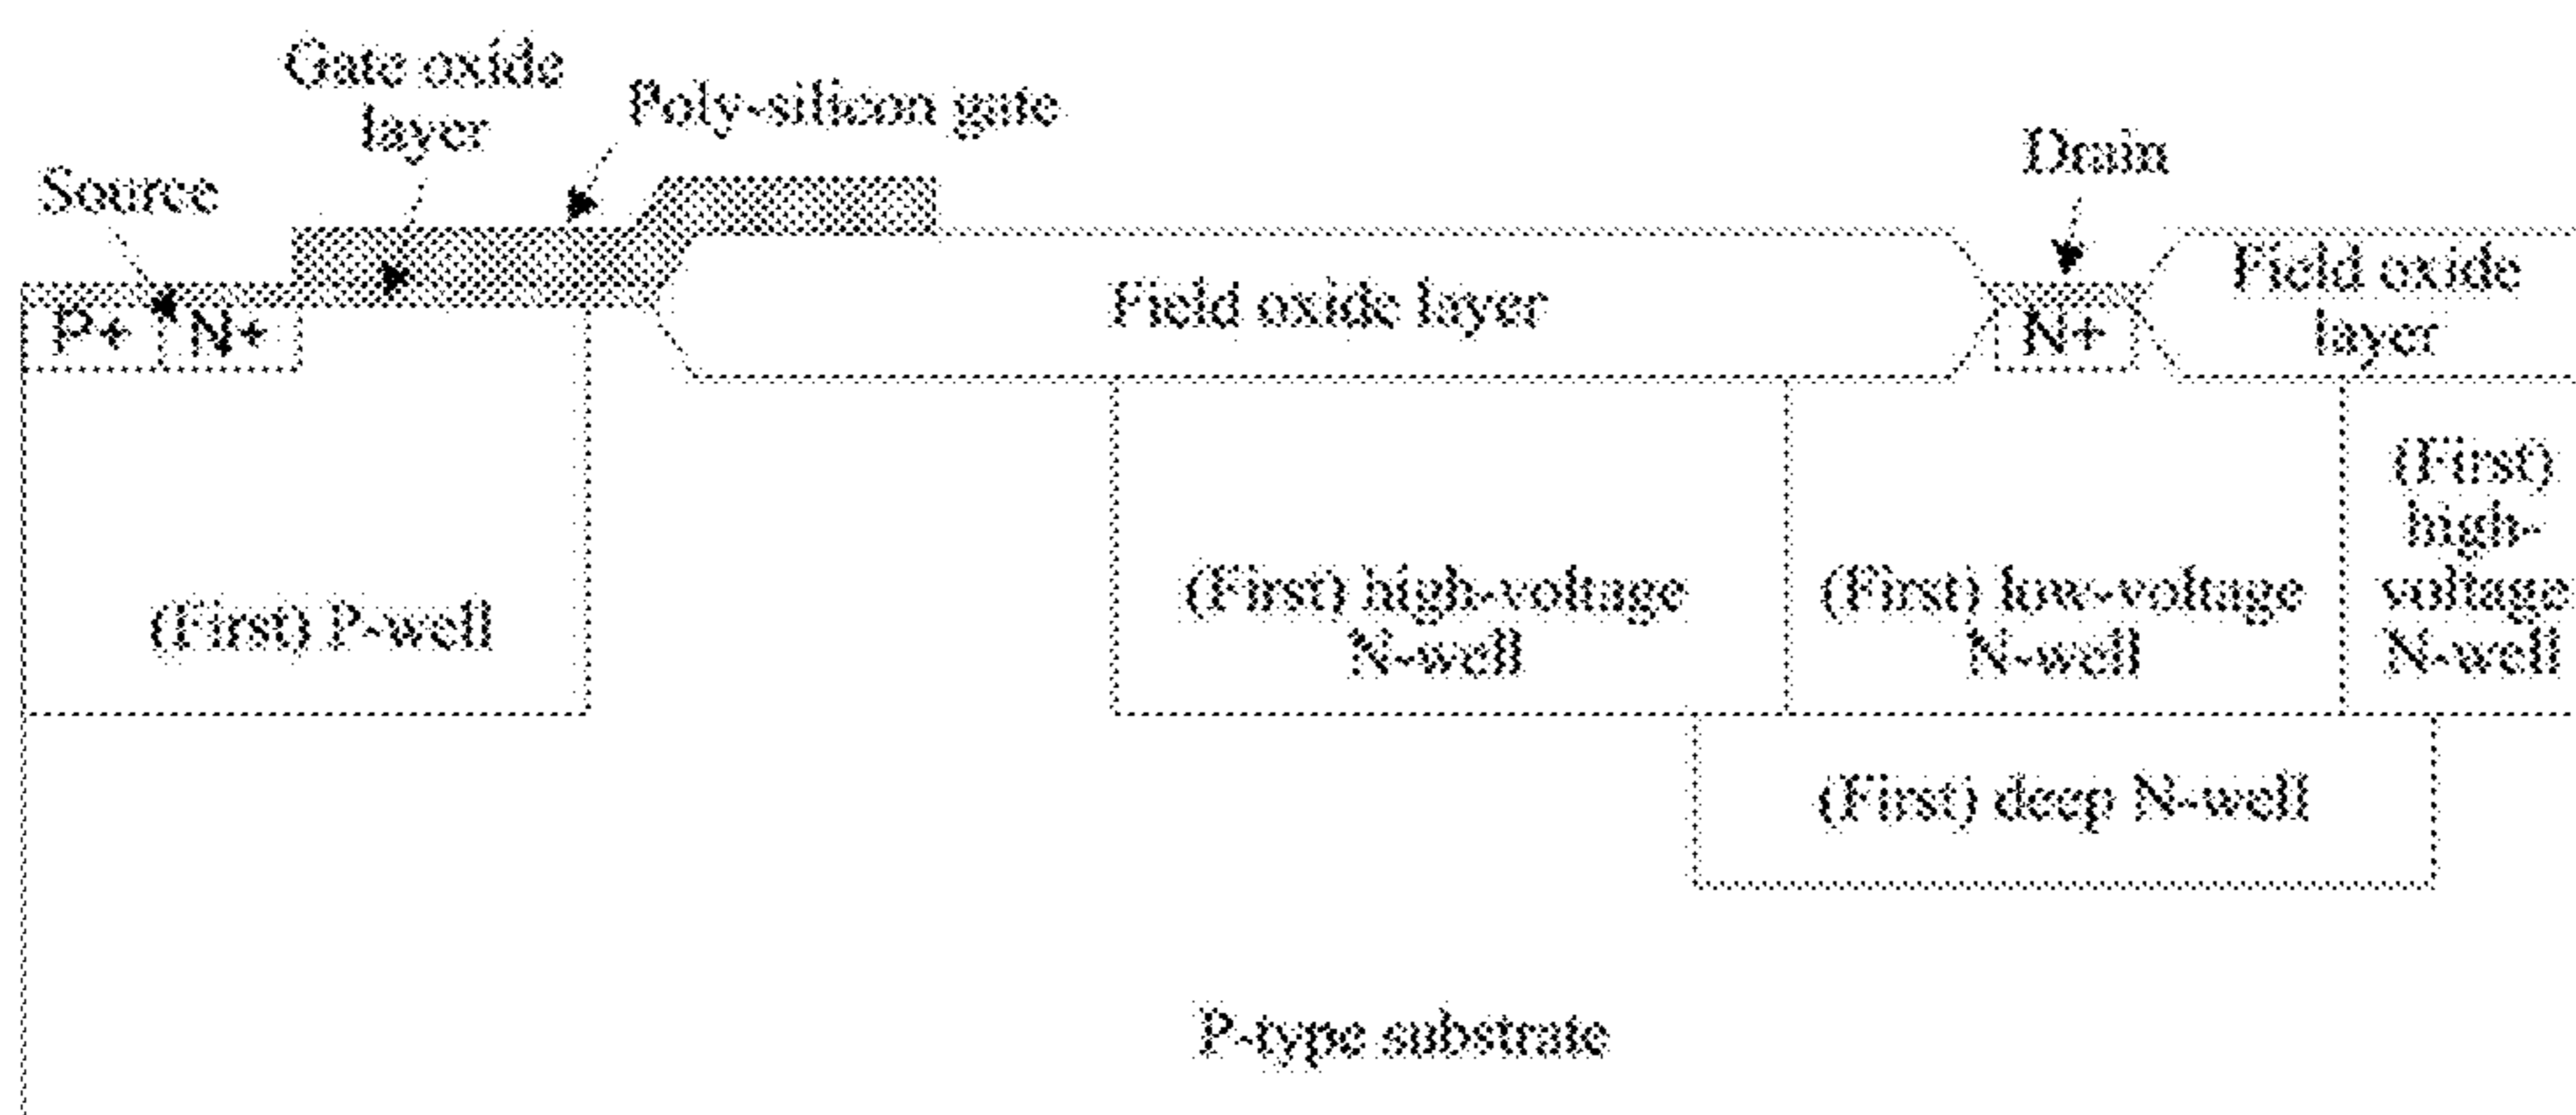 Gate oxide
layer
Poly-silicon gate
Source
Drain
P+
N+
Field oxide layer
N+
Field oxide
layer
(First) P-well
(First) high-voltage
N-well
(First) low-voltage
N-well
(First)
high-
voltage
N-well
(First) deep N-well
P-type substrate